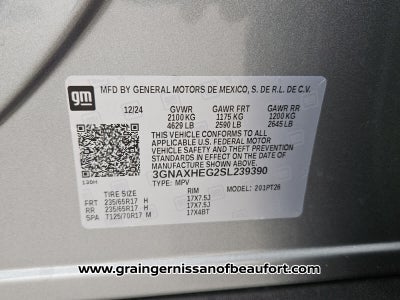 gm
MFD BY GENERAL MOTORS DE MEXICO, S. DE R.L. DE C.V.
12/24 GVWR GAWR FRT GAWR RR
2100 KG 1175 KG 1200 KG
4629 LB 2590 LB 2645 LB
THIS VEHICLE CONFORMS TO ALL
APPLICABLE U.S. FEDERAL MOTOR
VEHICLE SAFETY AND THEFT
PREVENTION STANDARDS IN EFFECT
ON THE DATE OF MANUFACTURE
SHOWN ABOVE.
3GNAXHEG2SL239390
TYPE: MPV MODEL: 201PT26
TIRE SIZE RIM
FRT 235/65R17 H 17X7.5J
RR 235/65R17 H 17X7.5J
SPA T125/70R17 M 17X4BT
www.graingernissanofbeaufort.com